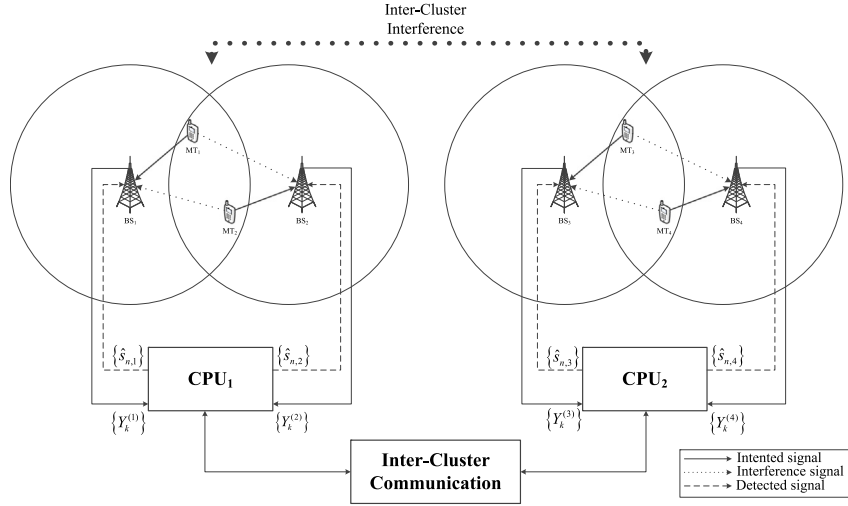 Inter-Cluster
Interference
MT₁
MT₃
BS₁
MT₂
BS₂
BS₃
MT₄
BS₄
{ŝₙ,₁}
{ŝₙ,₂}
{ŝₙ,₃}
{ŝₙ,₄}
CPU₁
CPU₂
{Yₖ⁽¹⁾}
{Yₖ⁽²⁾}
{Yₖ⁽³⁾}
{Yₖ⁽⁴⁾}
Inter-Cluster
Communication
Intented signal
Interference signal
Detected signal